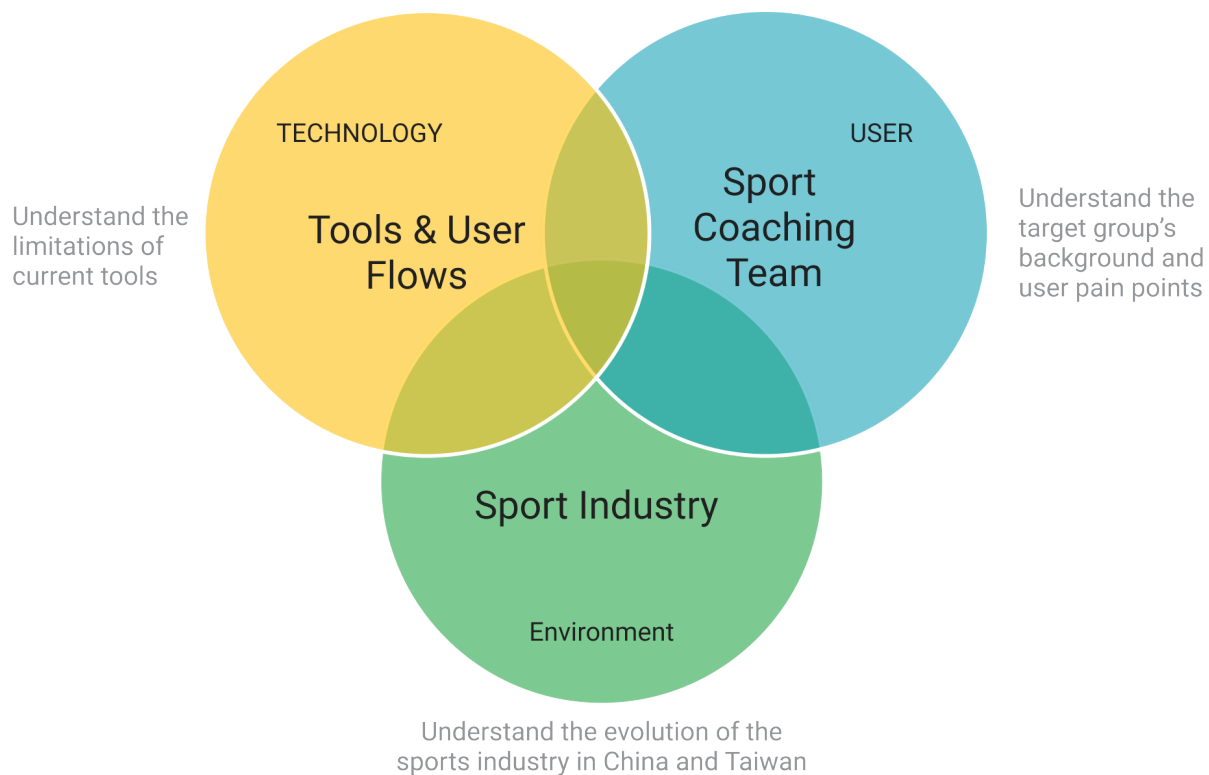 TECHNOLOGY
Tools & User
Flows
Understand the
limitations of
current tools
USER
Sport
Coaching
Team
Understand the
target group’s
background and
user pain points
Sport Industry
Environment
Understand the evolution of the
sports industry in China and Taiwan